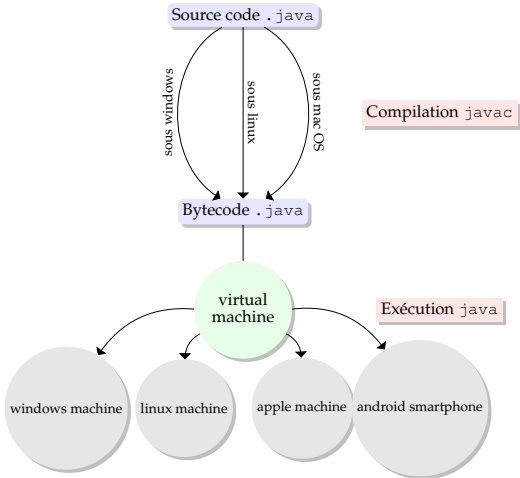 Source code .java
sous windows
sous linux
sous mac OS
Compilation javac
Bytecode .java
virtual
machine
Exécution java
windows machine
linux machine
apple machine
android smartphone